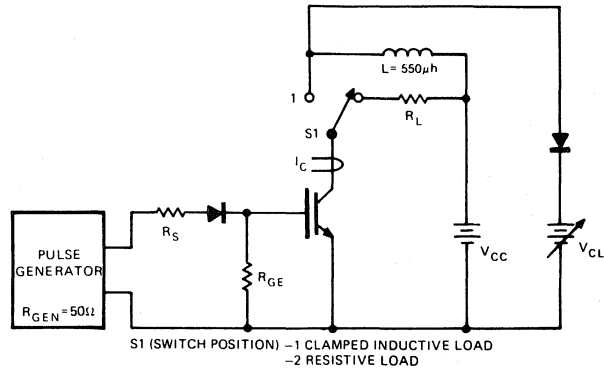 L = 550μh
1
S1
R_L
I_C
R_S
R_GE
PULSE
GENERATOR
R_GEN = 50Ω
V_CC
V_CL
S1 (SWITCH POSITION) –1 CLAMPED INDUCTIVE LOAD
–2 RESISTIVE LOAD